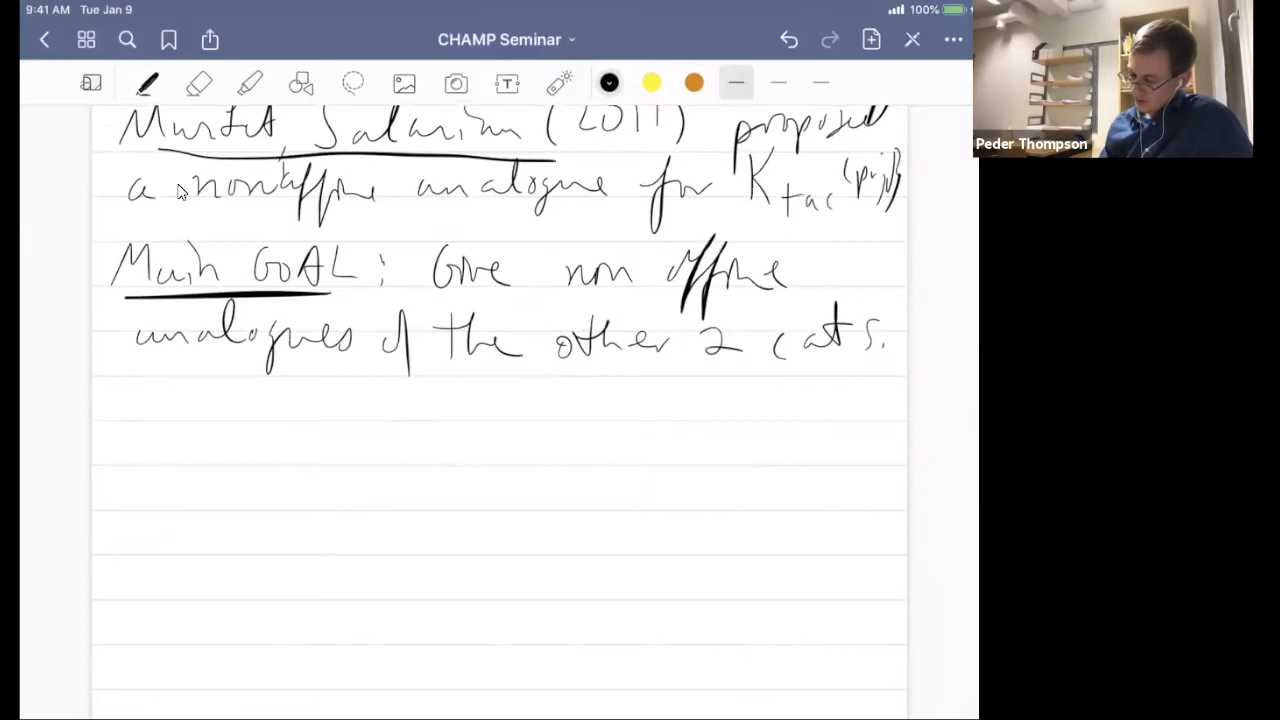 9:41 AM Tue Jan 9
100%
CHAMP Seminar
Murfet, Salarian (2011) proposed
a nonaffine analogue for K_tac(proj)
Main GOAL: Give non affine
analogues of the other 2 cats.
Peder Thompson